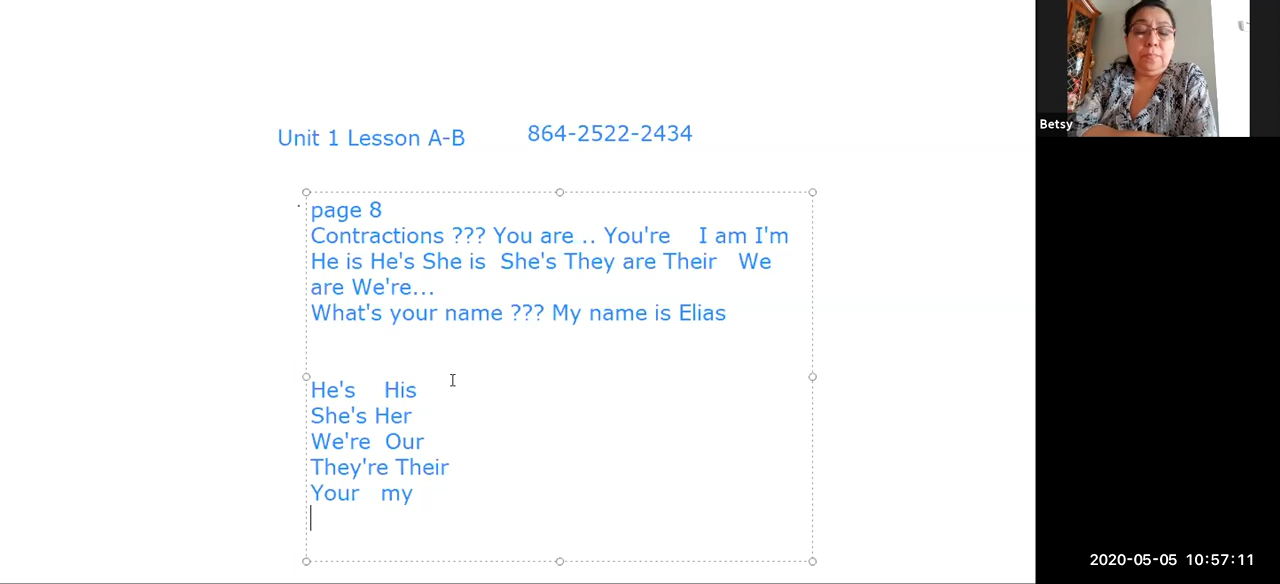 Unit 1 Lesson A-B
864-2522-2434
page 8
Contractions ??? You are .. You're I am I'm
He is He's She is She's They are Their We
are We're...
What's your name ??? My name is Elias
He's His
She's Her
We're Our
They're Their
Your my
Betsy
2020-05-05 10:57:11